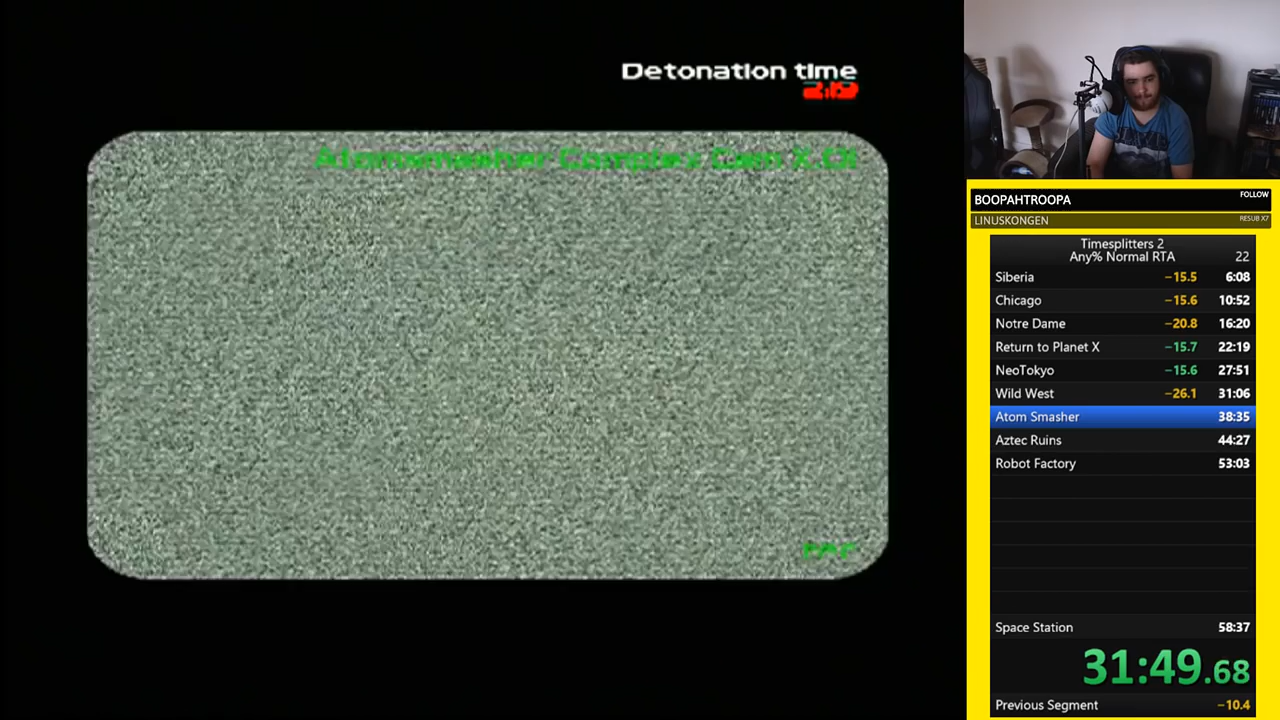 Detonation time
Atomsmasher Complex Cam X.01
BOOPAHTROOPA FOLLOW
LINUSKONGEN RESUB X7
Timesplitters 2
Any% Normal RTA 22
Siberia −15.5 6:08
Chicago −15.6 10:52
Notre Dame −20.8 16:20
Return to Planet X −15.7 22:19
NeoTokyo −15.6 27:51
Wild West −26.1 31:06
Atom Smasher 38:35
Aztec Ruins 44:27
Robot Factory 53:03
Space Station 58:37
31:49.68
Previous Segment −10.4